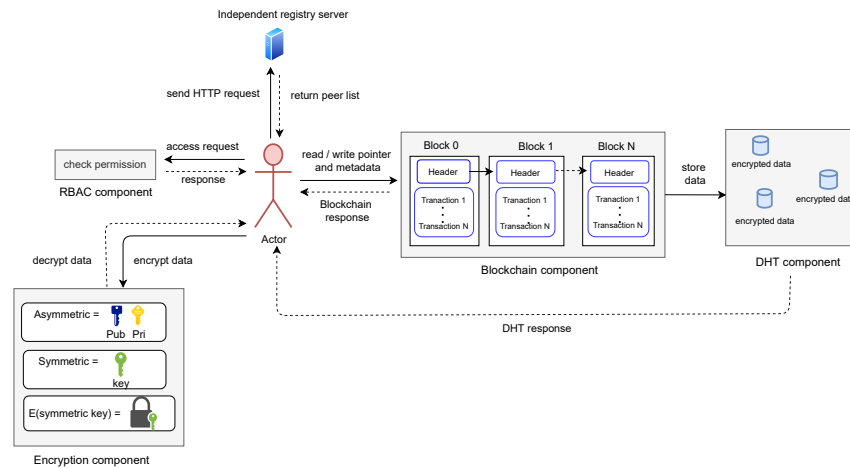 Independent registry server
send HTTP request
return peer list
access request
check permission
response
RBAC component
read / write pointer
and metadata
Blockchain
response
Actor
Block 0
Block 1
Block N
Header
Header
Header
Tranaction 1
Transaction N
Tranaction 1
Transaction N
Tranaction 1
Transaction N
Blockchain component
store
data
encrypted data
encrypted data
encrypted data
DHT component
DHT response
decrypt data
encrypt data
Asymmetric =
Pub
Pri
Symmetric =
key
E(symmetric key) =
Encryption component